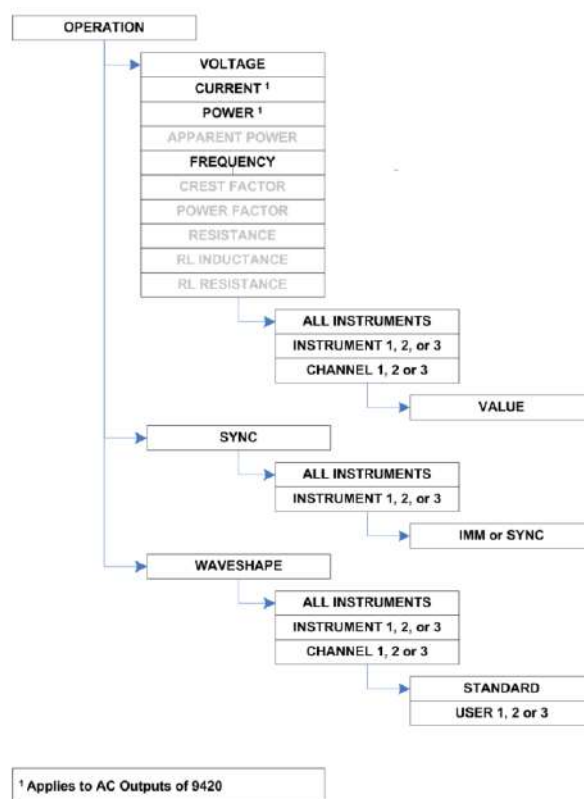 OPERATION
VOLTAGE
CURRENT ¹
POWER ¹
APPARENT POWER
FREQUENCY
CREST FACTOR
POWER FACTOR
RESISTANCE
RL INDUCTANCE
RL RESISTANCE
ALL INSTRUMENTS
INSTRUMENT 1, 2, or 3
CHANNEL 1, 2 or 3
VALUE
SYNC
ALL INSTRUMENTS
INSTRUMENT 1, 2, or 3
IMM or SYNC
WAVESHAPE
ALL INSTRUMENTS
INSTRUMENT 1, 2, or 3
CHANNEL 1, 2 or 3
STANDARD
USER 1, 2 or 3
¹ Applies to AC Outputs of 9420